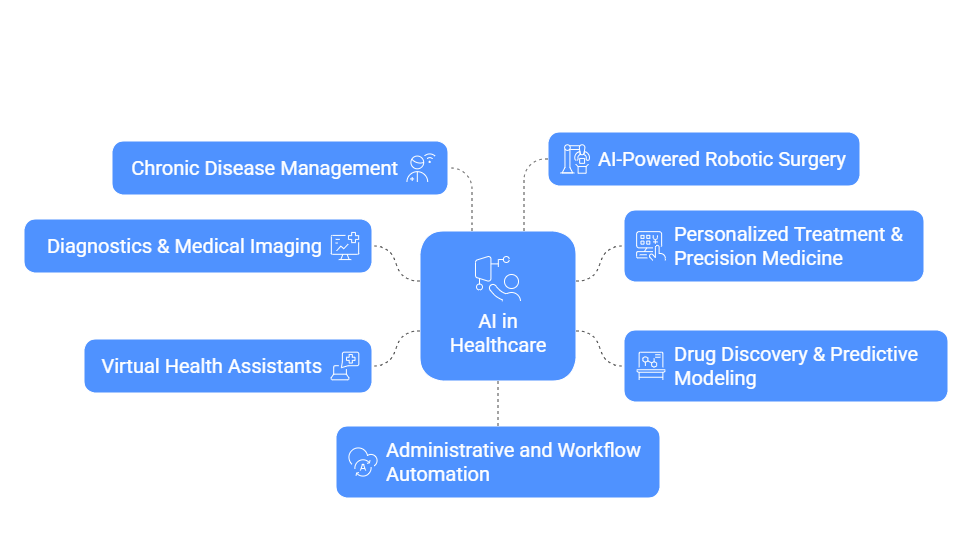 Chronic Disease Management
AI-Powered Robotic Surgery
Diagnostics & Medical Imaging
Personalized Treatment &
Precision Medicine
AI in
Healthcare
Virtual Health Assistants
Drug Discovery & Predictive
Modeling
Administrative and Workflow
Automation
A